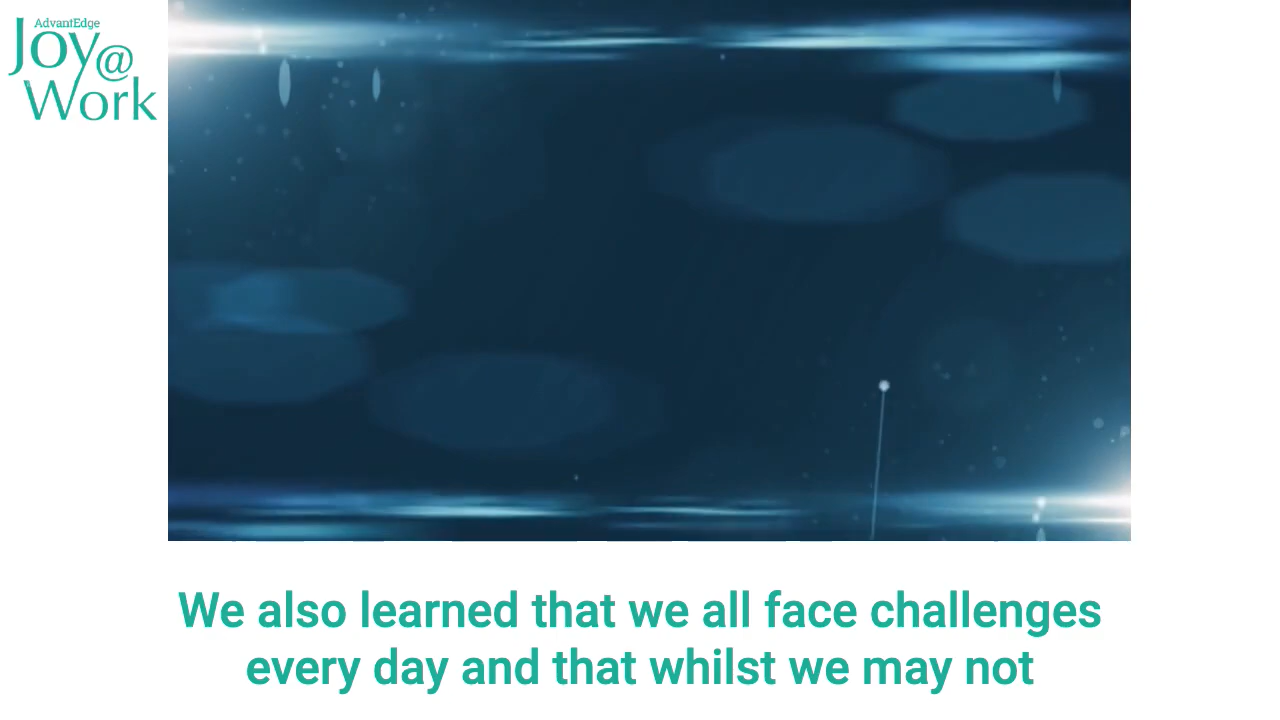 AdvantEdge
Joy@
Work
We also learned that we all face challenges
every day and that whilst we may not